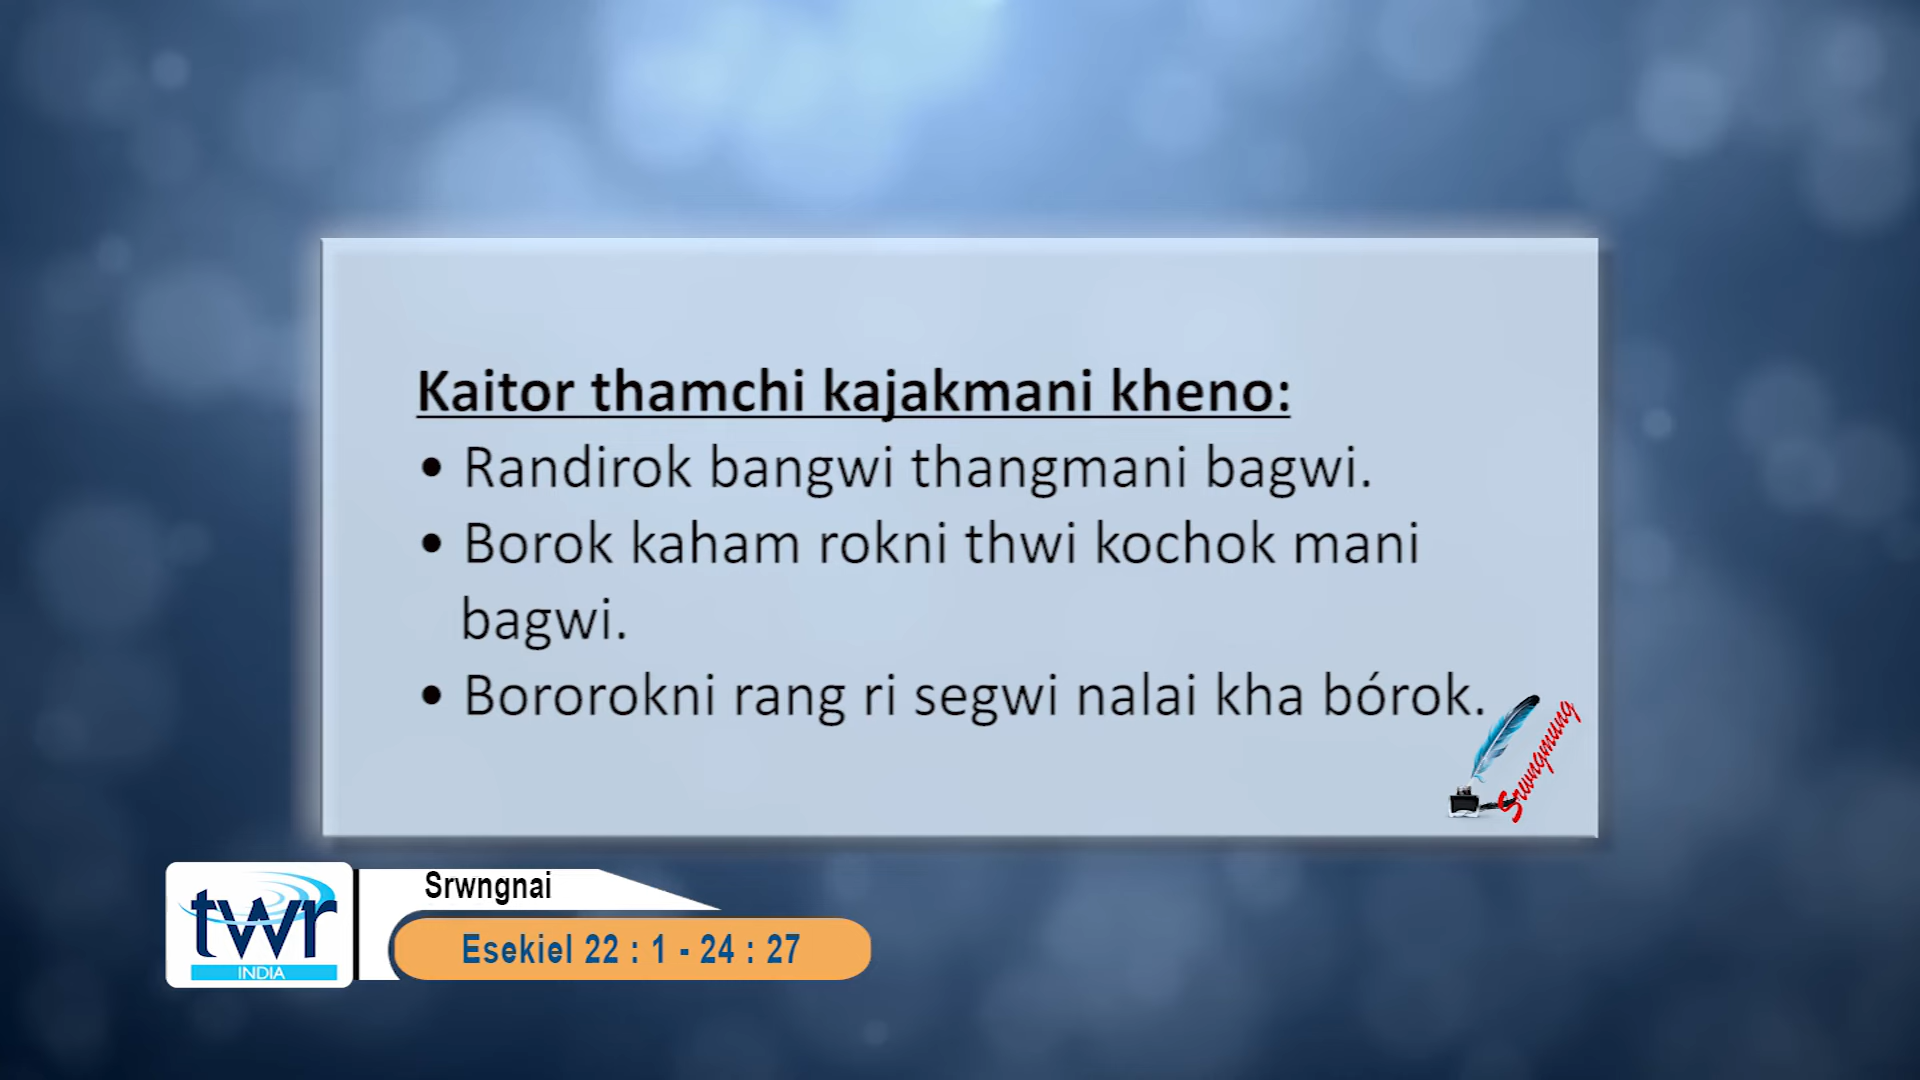 Kaitor thamchi kajakmani kheno:
• Randirok bangwi thangmani bagwi.
• Borok kaham rokni thwi kochok mani
bagwi.
• Bororokni rang ri segwi nalai kha bórok.
Srwngmung
twr
INDIA
Srwngnai
Esekiel 22 : 1 - 24 : 27